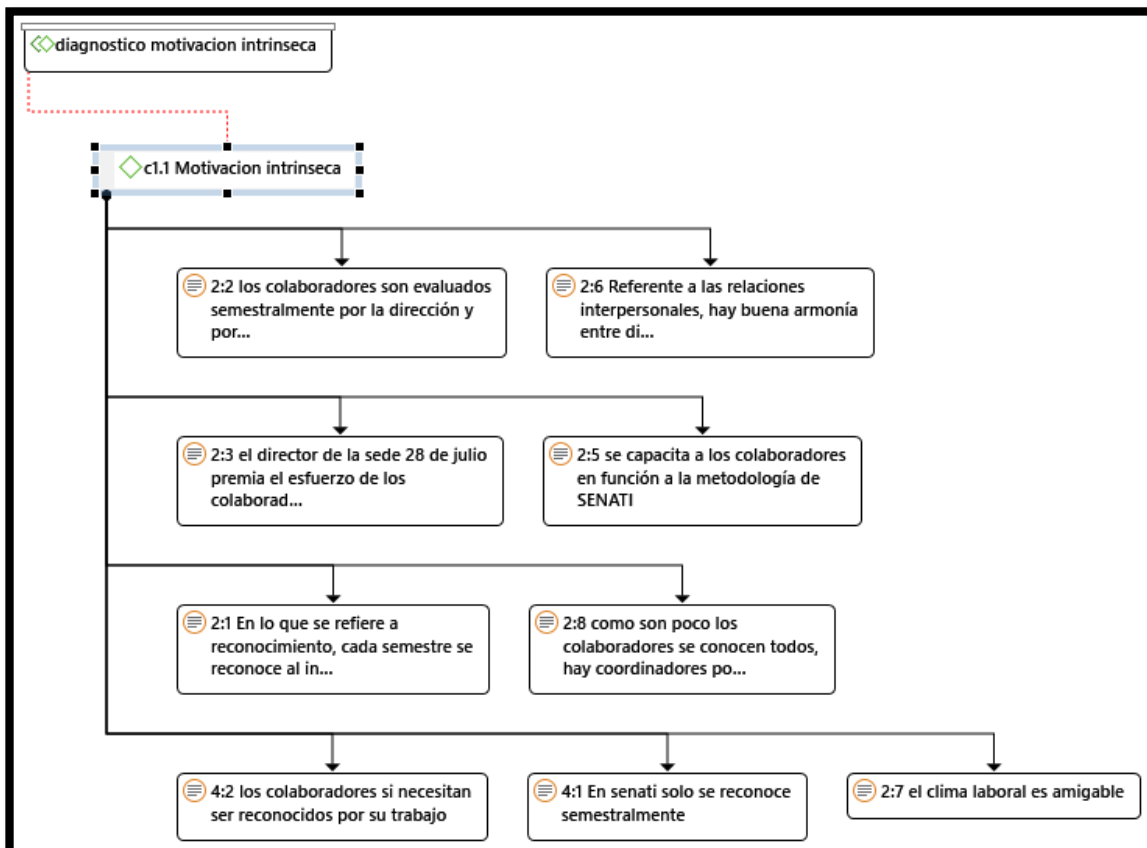 diagnostico motivacion intrinseca
c1.1 Motivacion intrinseca
2:2 los colaboradores son evaluados
semestralmente por la dirección y
por...
2:6 Referente a las relaciones
interpersonales, hay buena armonía
entre di...
2:3 el director de la sede 28 de julio
premia el esfuerzo de los
colaborad...
2:5 se capacita a los colaboradores
en función a la metodología de
SENATI
2:1 En lo que se refiere a
reconocimiento, cada semestre se
reconoce al in...
2:8 como son poco los
colaboradores se conocen todos,
hay coordinadores po...
4:2 los colaboradores si necesitan
ser reconocidos por su trabajo
4:1 En senati solo se reconoce
semestralmente
2:7 el clima laboral es amigable